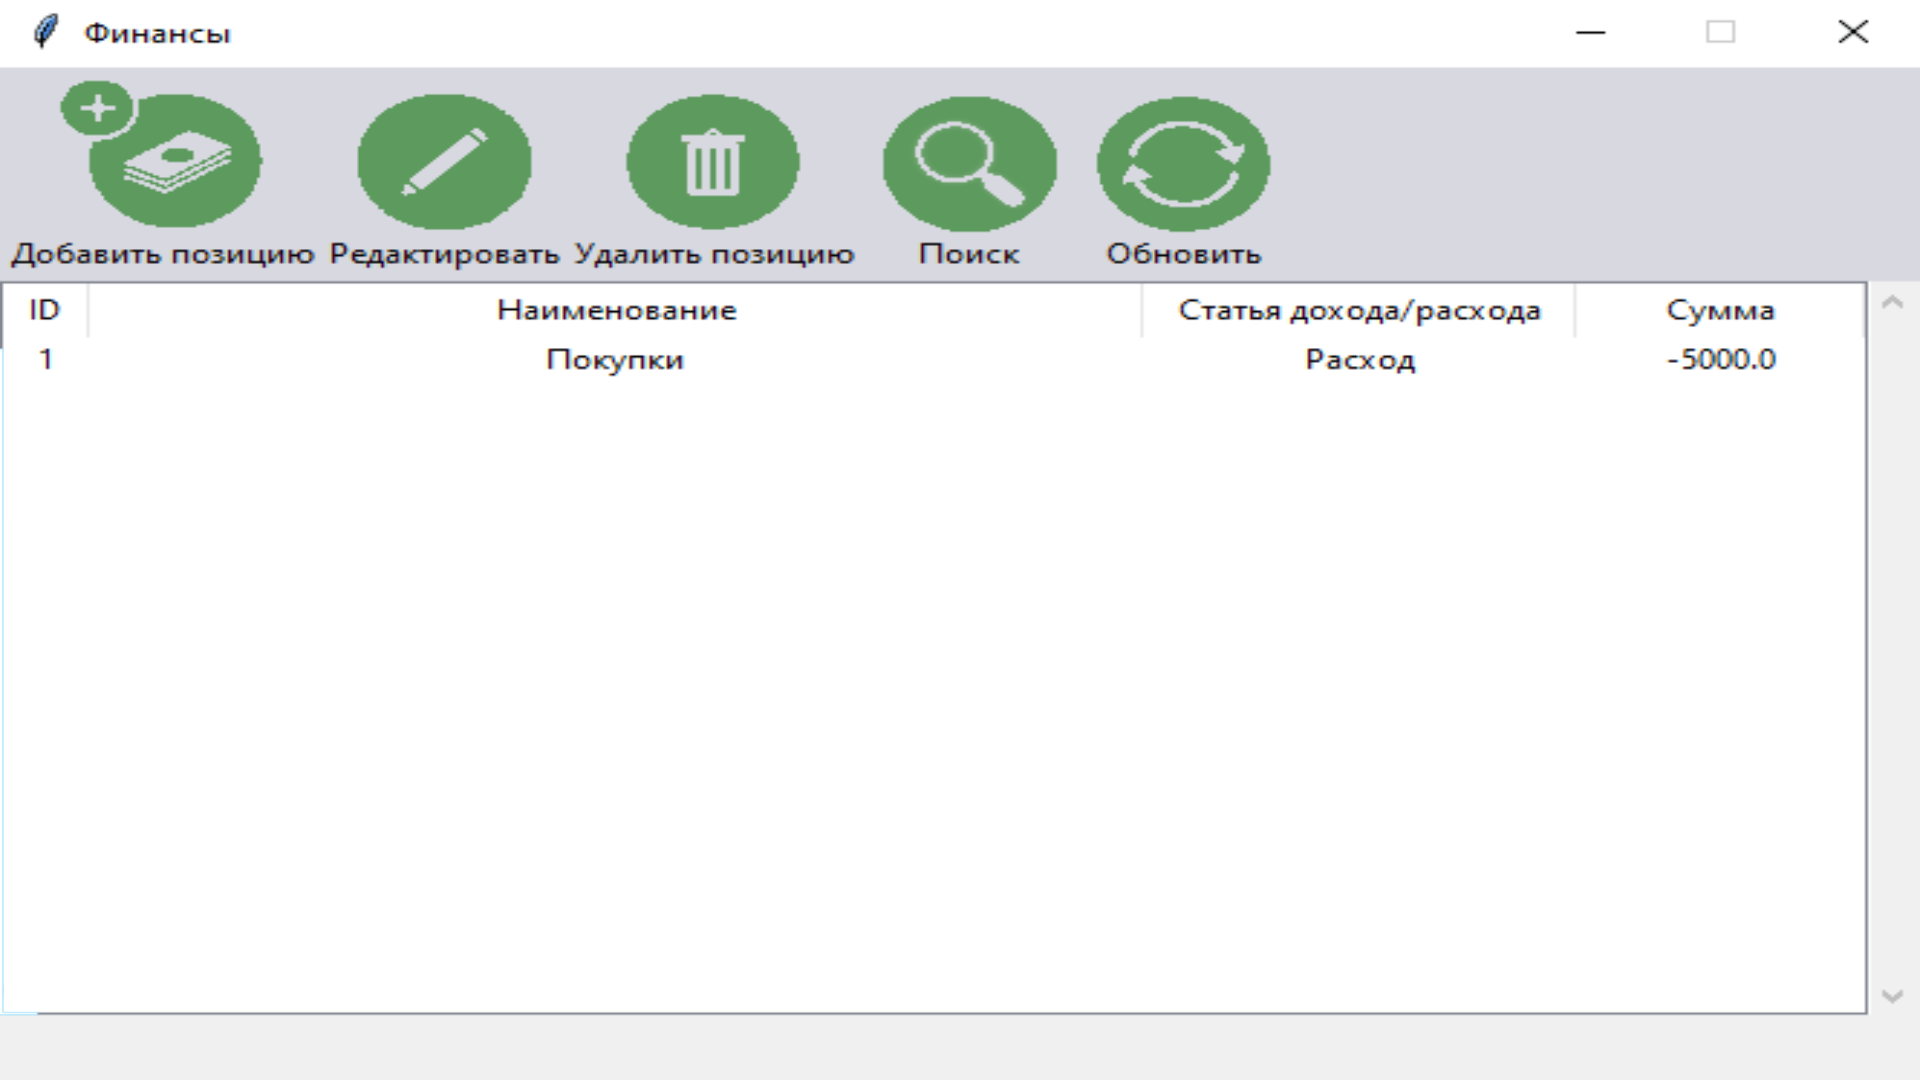 Финансы
Добавить позицию Редактировать Удалить позицию Поиск Обновить
ID Наименование Статья дохода/расхода Сумма
1 Покупки Расход -5000.0